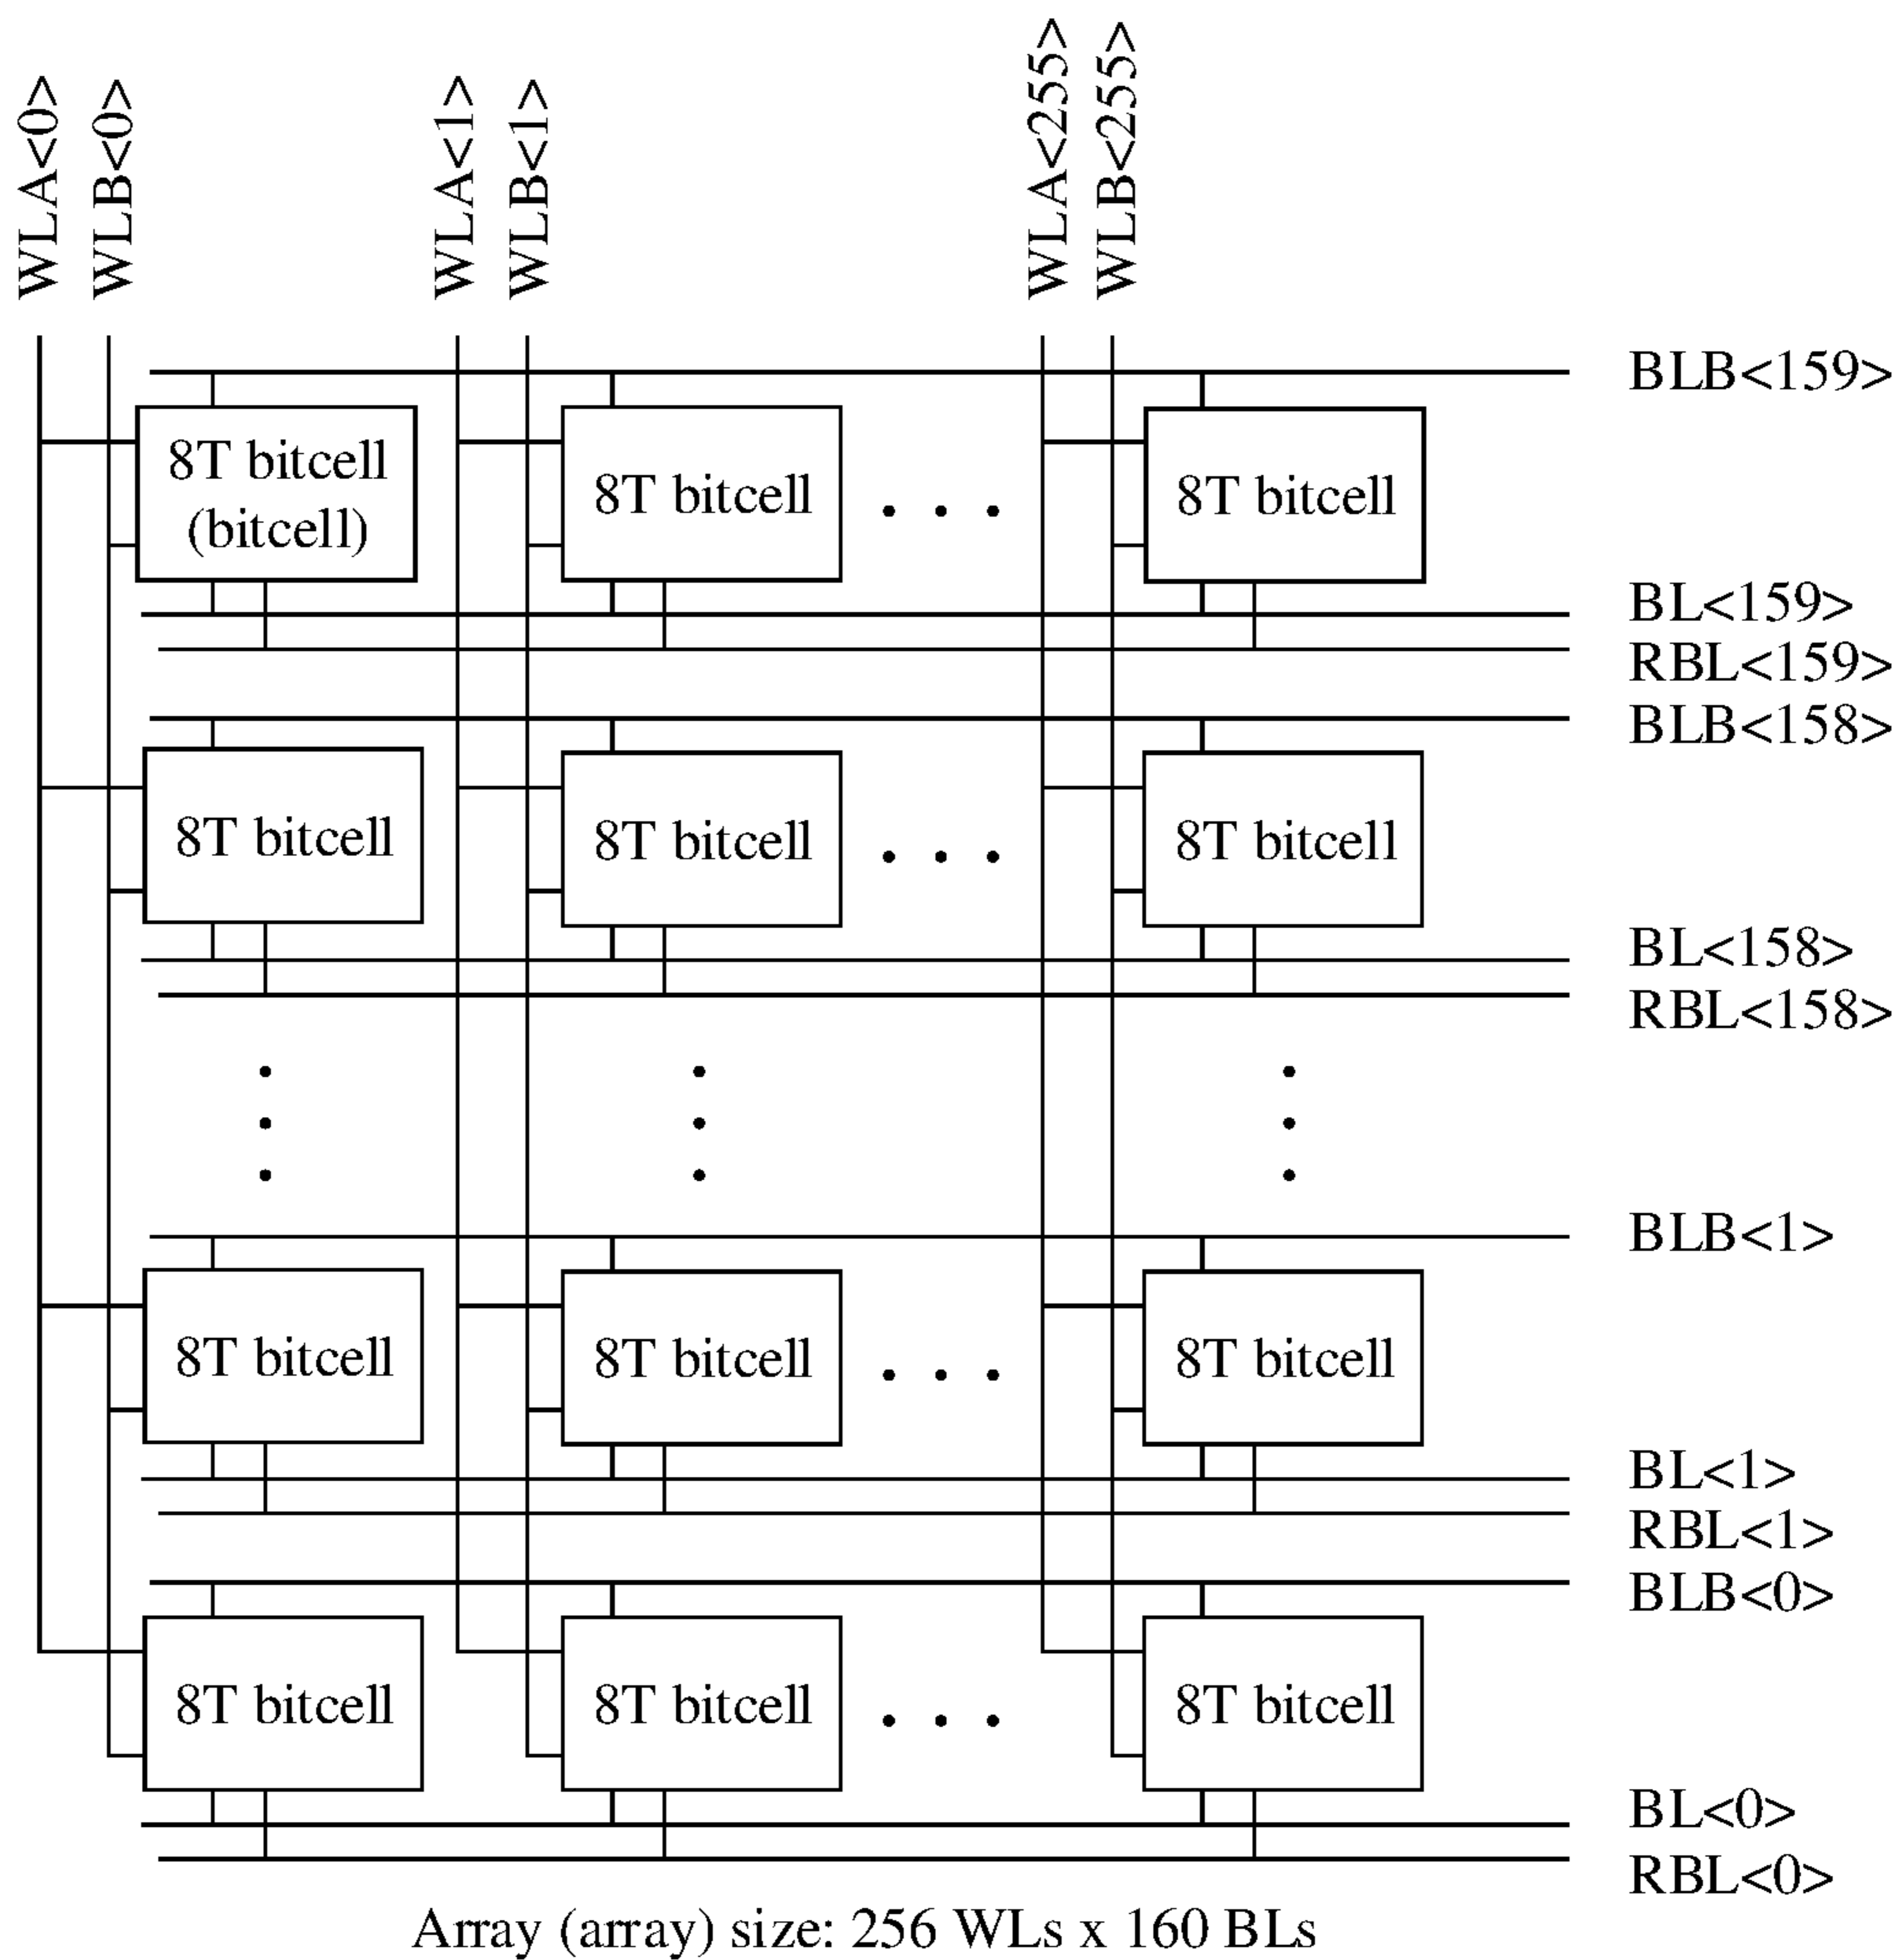 WLA<0>
WLB<0>
WLA<1>
WLB<1>
WLA<255>
WLB<255>
BLB<159>
8T bitcell
(bitcell)
8T bitcell
8T bitcell
BL<159>
RBL<159>
BLB<158>
8T bitcell
8T bitcell
8T bitcell
BL<158>
RBL<158>
BLB<1>
8T bitcell
8T bitcell
8T bitcell
BL<1>
RBL<1>
BLB<0>
8T bitcell
8T bitcell
8T bitcell
BL<0>
RBL<0>
Array (array) size: 256 WLs x 160 BLs